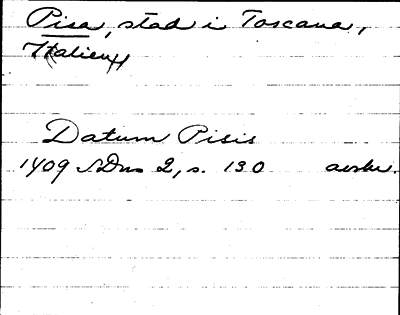 Pisa, stad i Toscana,
Italien
Datum Pisis
1409 SDns 2, s. 130 avskr.